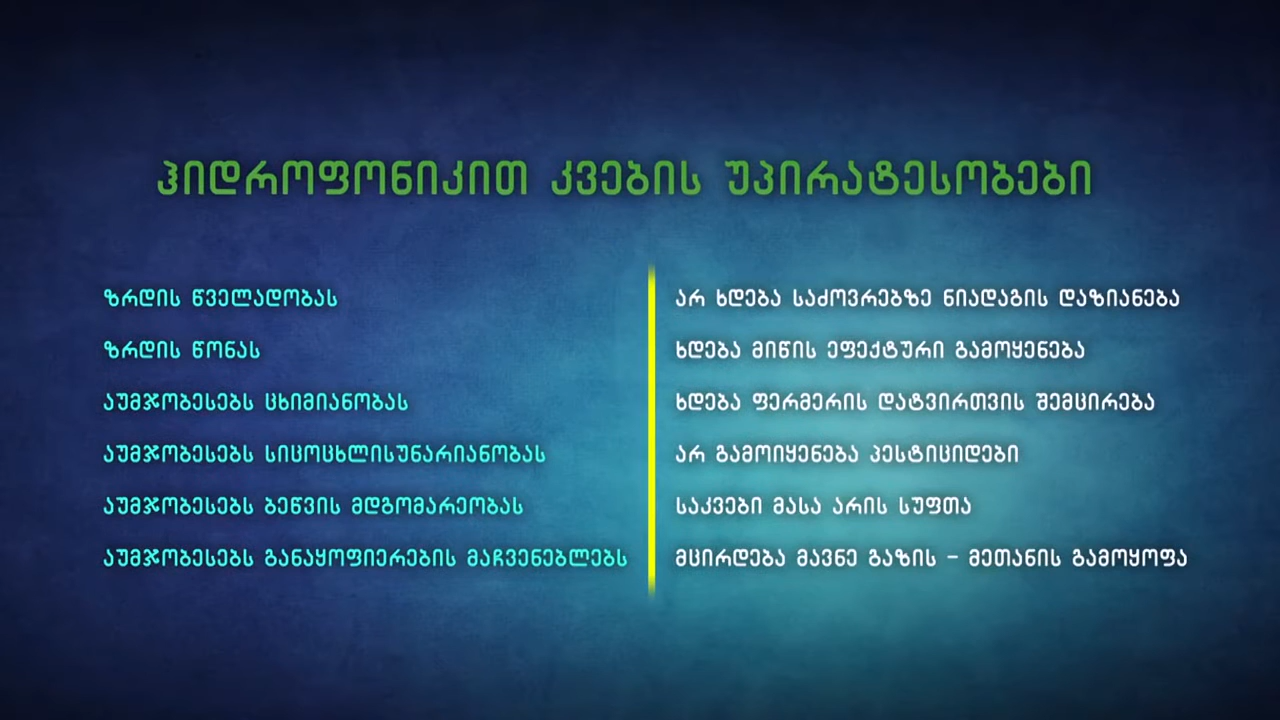 ჰიდროფონიკით კვების უპირატესობები
ზრდის წველადობას
ზრდის წონას
აუმჯობესებს ცხიმიანობას
აუმჯობესებს სიცოცხლისუნარიანობას
აუმჯობესებს ბეწვის მდგომარეობას
აუმჯობესებს განაყოფიერების მაჩვენებლებს
არ ხდება საძოვრებზე ნიადაგის დაზიანება
ხდება მიწის ეფექტური გამოყენება
ხდება ფერმერის დატვირთვის შემცირება
არ გამოიყენება პესტიციდები
საკვები მასა არის სუფთა
მცირდება მავნე გაზის - მეთანის გამოყოფა